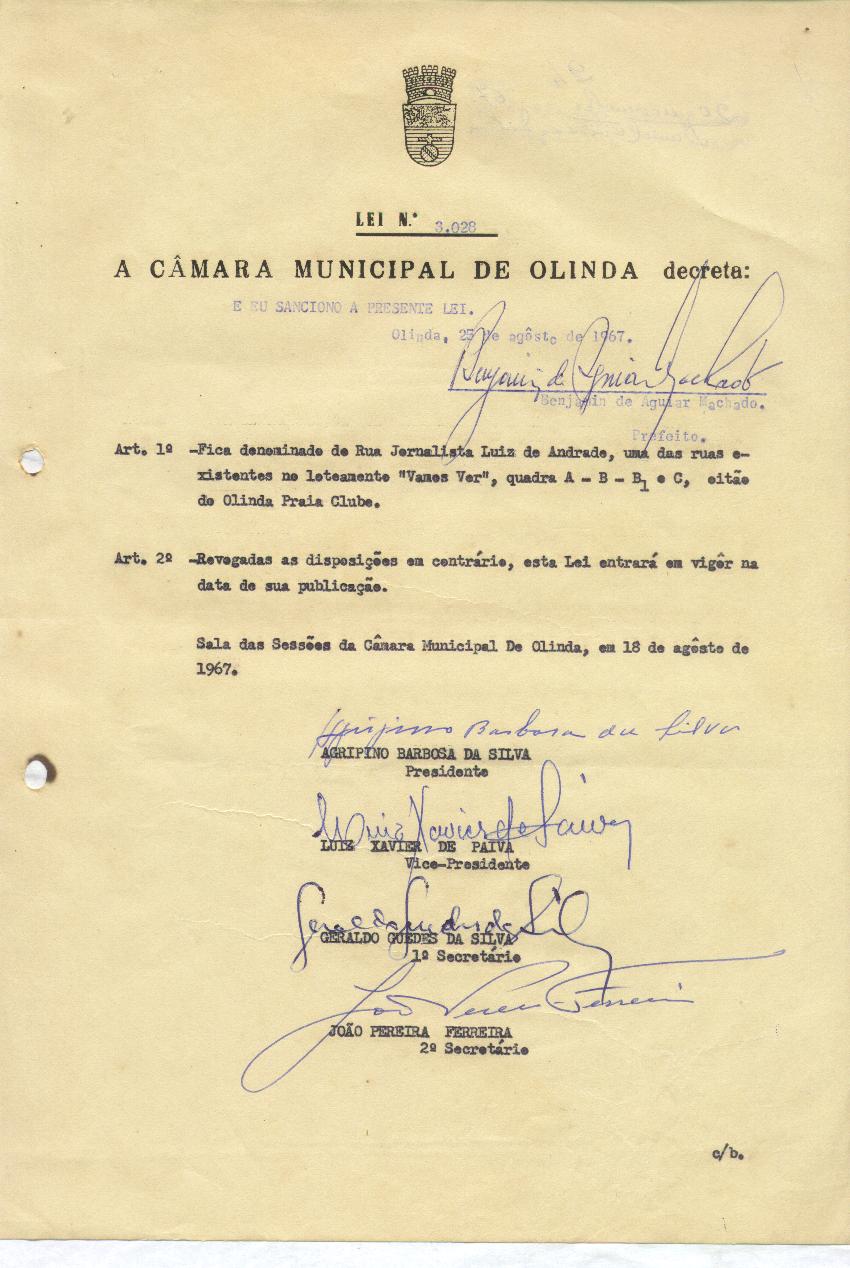 LEI N.º 3.028
A CÂMARA MUNICIPAL DE OLINDA decreta:
E EU SANCIONO A PRESENTE LEI.
Olinda, 25 de agôsto de 1967.
Benjamin de Aguiar Machado
Benjamin de Aguiar Machado.
Prefeito.
Art. 1º -Fica denominado de Rua Jornalista Luiz de Andrade, uma das ruas e-
xistentes no loteamento "Vamos Ver", quadra A - B - B1 e C, oitão
do Olinda Praia Clube.
Art. 2º -Revogadas as disposições em contrário, esta Lei entrará em vigôr na
data de sua publicação.
Sala das Sessões da Câmara Municipal De Olinda, em 18 de agôsto de
1967.
Agripino Barbosa da Silva
AGRIPINO BARBOSA DA SILVA
Presidente
Luiz Xavier de Paiva
LUIZ XAVIER DE PAIVA
Vice-Presidente
Geraldo Guedes da Silva
GERALDO GUEDES DA SILVA
1º Secretário
João Pereira Ferreira
JOÃO PEREIRA FERREIRA
2º Secretário
c/b.